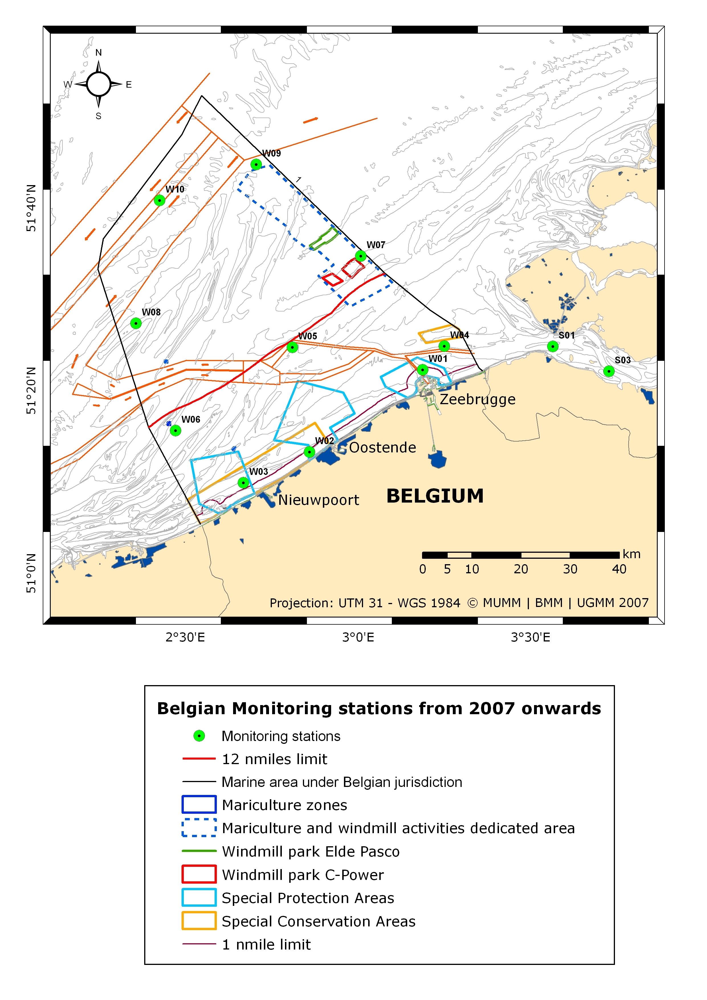 N
W E
S
W09
1
W10
51°40'N
W07
W08
W05
W04
S01
W01
S03
51°20'N
Zeebrugge
W06
W02
Oostende
W03
BELGIUM
Nieuwpoort
51°0'N
km
0 5 10 20 30 40
Projection: UTM 31 - WGS 1984 © MUMM | BMM | UGMM 2007
2°30'E 3°0'E 3°30'E
Belgian Monitoring stations from 2007 onwards
Monitoring stations
12 nmiles limit
Marine area under Belgian jurisdiction
Mariculture zones
Mariculture and windmill activities dedicated area
Windmill park Elde Pasco
Windmill park C-Power
Special Protection Areas
Special Conservation Areas
1 nmile limit